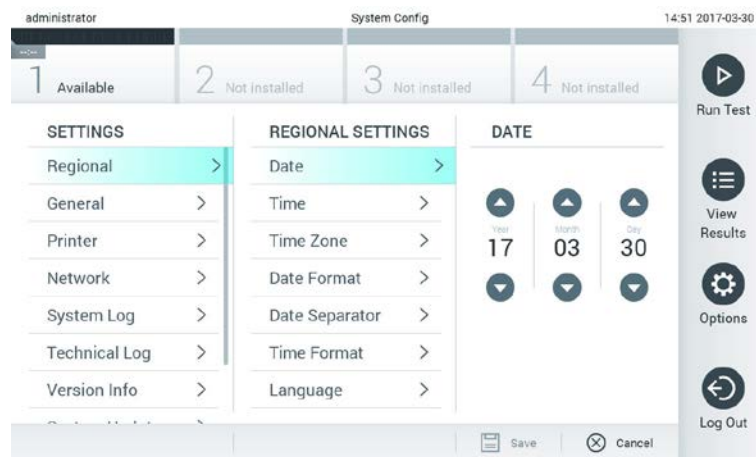 administrator System Config 14:51 2017-03-30
--:--
1 Available 2 Not installed 3 Not installed 4 Not installed
Run Test
SETTINGS REGIONAL SETTINGS DATE
Regional Date
General Time
Year Month Day
17 03 30
View
Results
Printer Time Zone
Network Date Format
System Log Date Separator
Options
Technical Log Time Format
Version Info Language
Log Out
Save Cancel